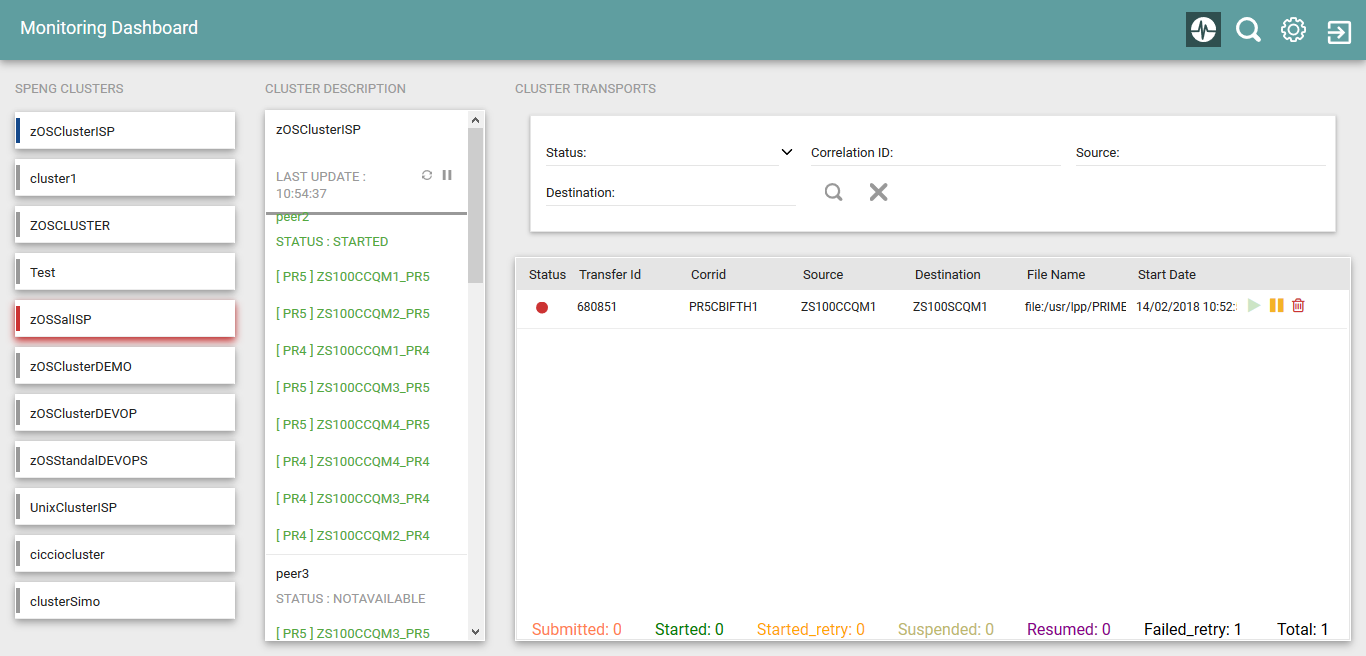 Monitoring Dashboard
SPENG CLUSTERS
zOSClusterISP
cluster1
ZOSCLUSTER
Test
zOSSalISP
zOSClusterDEMO
zOSClusterDEVOP
zOSStandalDEVOPS
UnixClusterISP
cicciocluster
clusterSimo
CLUSTER DESCRIPTION
zOSClusterISP
LAST UPDATE :
10:54:37
peer2
STATUS : STARTED
[ PR5 ] ZS100CCQM1_PR5
[ PR5 ] ZS100CCQM2_PR5
[ PR4 ] ZS100CCQM1_PR4
[ PR5 ] ZS100CCQM3_PR5
[ PR5 ] ZS100CCQM4_PR5
[ PR4 ] ZS100CCQM4_PR4
[ PR4 ] ZS100CCQM3_PR4
[ PR4 ] ZS100CCQM2_PR4
peer3
STATUS : NOTAVAILABLE
[ PR5 ] ZS100CCQM3_PR5
CLUSTER TRANSPORTS
Status: Correlation ID: Source:
Destination:
Status Transfer Id Corrid Source Destination File Name Start Date
680851 PR5CBIFTH1 ZS100CCQM1 ZS100SCQM1 file:/usr/lpp/PRIME 14/02/2018 10:52:
Submitted: 0 Started: 0 Started_retry: 0 Suspended: 0 Resumed: 0 Failed_retry: 1 Total: 1